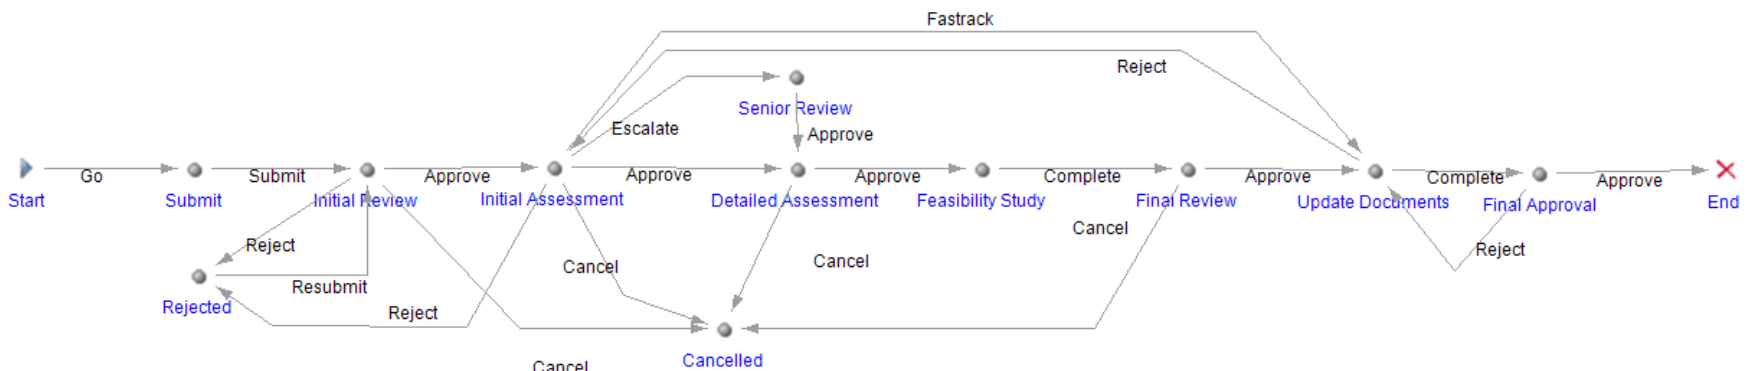 Fastrack
Reject
Senior Review
Escalate
Approve
Go
Submit
Approve
Approve
Approve
Complete
Approve
Complete
Approve
Start
Submit
Initial Review
Initial Assessment
Detailed Assessment
Feasibility Study
Final Review
Update Documents
Final Approval
End
Reject
Cancel
Cancel
Cancel
Reject
Resubmit
Rejected
Reject
Cancelled
Cancel